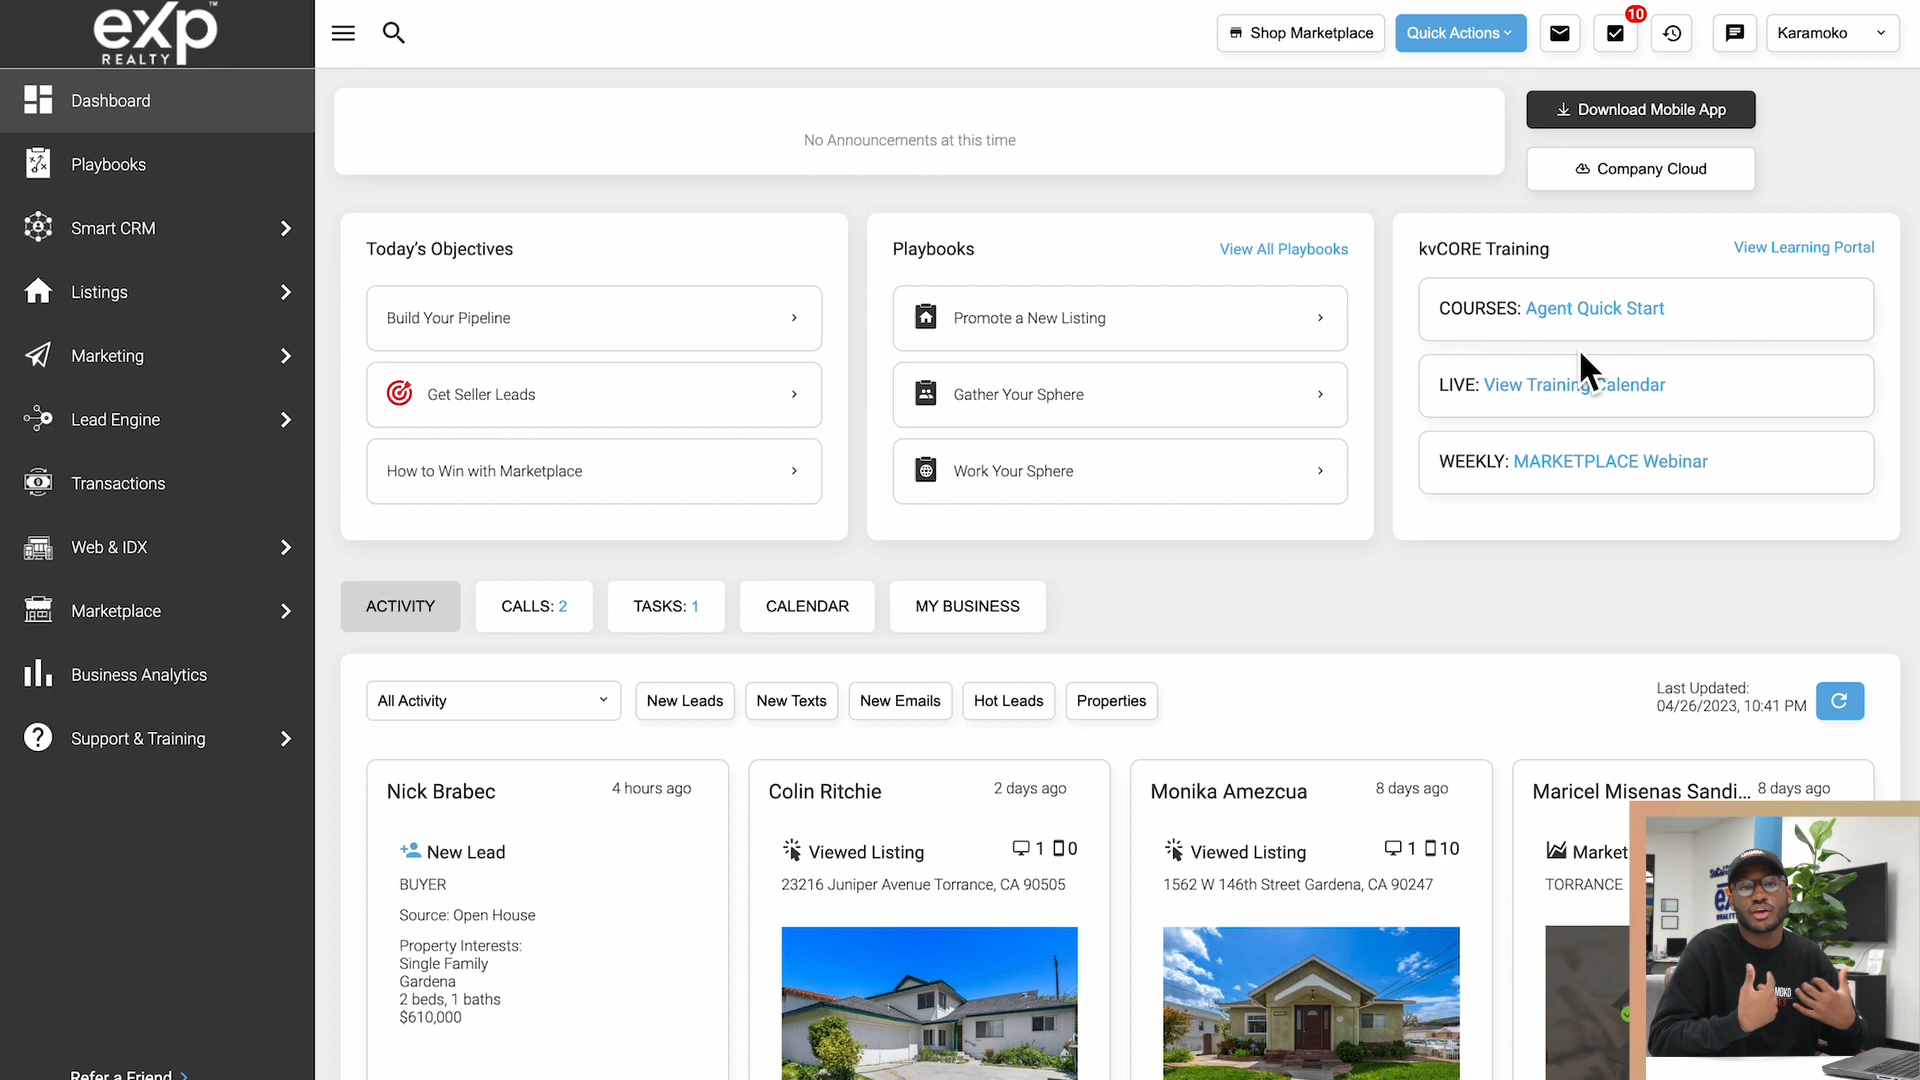 eXp™
REALTY
Shop Marketplace
Quick Actions
10
Karamoko
Dashboard
Playbooks
Smart CRM
Listings
Marketing
Lead Engine
Transactions
Web & IDX
Marketplace
Business Analytics
Support & Training
Refer a Friend
No Announcements at this time
Download Mobile App
Company Cloud
Today's Objectives
Build Your Pipeline
Get Seller Leads
How to Win with Marketplace
Playbooks
View All Playbooks
Promote a New Listing
Gather Your Sphere
Work Your Sphere
kvCORE Training
View Learning Portal
COURSES: Agent Quick Start
LIVE: View Training Calendar
WEEKLY: MARKETPLACE Webinar
ACTIVITY
CALLS: 2
TASKS: 1
CALENDAR
MY BUSINESS
All Activity
New Leads
New Texts
New Emails
Hot Leads
Properties
Last Updated:
04/26/2023, 10:41 PM
Nick Brabec
4 hours ago
New Lead
BUYER
Source: Open House
Property Interests:
Single Family
Gardena
2 beds, 1 baths
$610,000
Colin Ritchie
2 days ago
Viewed Listing
1 0
23216 Juniper Avenue Torrance, CA 90505
Monika Amezcua
8 days ago
Viewed Listing
1 10
1562 W 146th Street Gardena, CA 90247
Maricel Misenas Sandi...
8 days ago
Market
TORRANCE